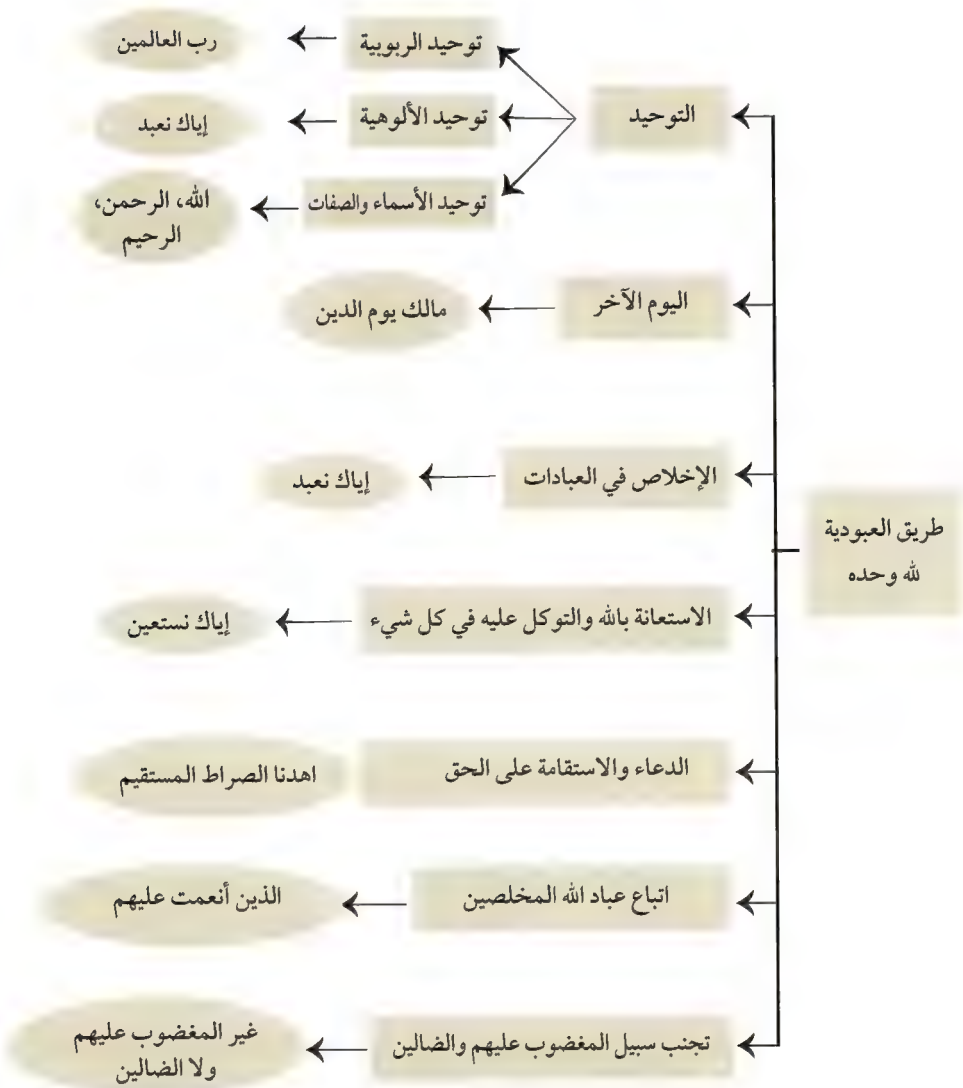 توحيد الربوبية
رب العالمين
التوحيد
توحيد الألوهية
إياك نعبد
توحيد الأسماء والصفات
الله، الرحمن،
الرحيم
اليوم الآخر
مالك يوم الدين
الإخلاص في العبادات
إياك نعبد
طريق العبودية
لله وحده
الاستعانة بالله والتوكل عليه في كل شيء
إياك نستعين
الدعاء والاستقامة على الحق
اهدنا الصراط المستقيم
اتباع عباد الله المخلصين
الذين أنعمت عليهم
تجنب سبيل المغضوب عليهم والضالين
غير المغضوب عليهم
ولا الضالين